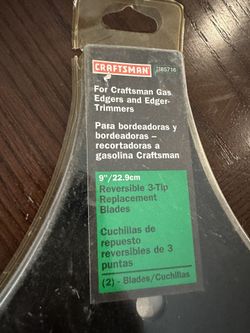 CRAFTSMAN
For Craftsman Gas
Edgers and Edger-
Trimmers
Para bordeadoras y
bordeadoras –
recortadoras a
gasolina Craftsman
9"/22.9cm
Reversible 3-Tip
Replacement
Blades
Cuchillas de
repuesto
reversibles de 3
puntas
(2) - Blades/Cuchillas